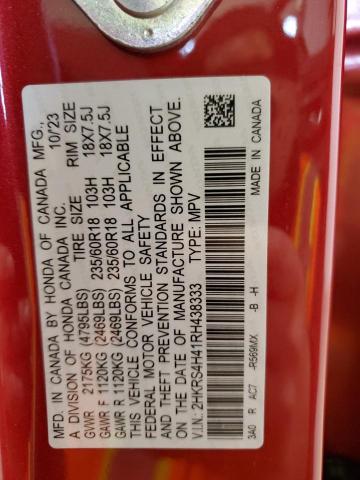 MFD. IN CANADA BY HONDA OF CANADA MFG., 10/23
A DIVISION OF HONDA CANADA INC.
TIRE SIZE RIM SIZE
GVWR 2175KG (4795LBS)
GAWR F 1120KG (2469LBS) 235/60R18 103H 18X7.5J
GAWR R 1120KG (2469LBS) 235/60R18 103H 18X7.5J
THIS VEHICLE CONFORMS TO ALL APPLICABLE
FEDERAL MOTOR VEHICLE SAFETY
AND THEFT PREVENTION STANDARDS IN EFFECT
ON THE DATE OF MANUFACTURE SHOWN ABOVE.
V.I.N.: 2HKRS4H41RH438333 TYPE: MPV
3A0 R AC7 -R569MX -B -H MADE IN CANADA